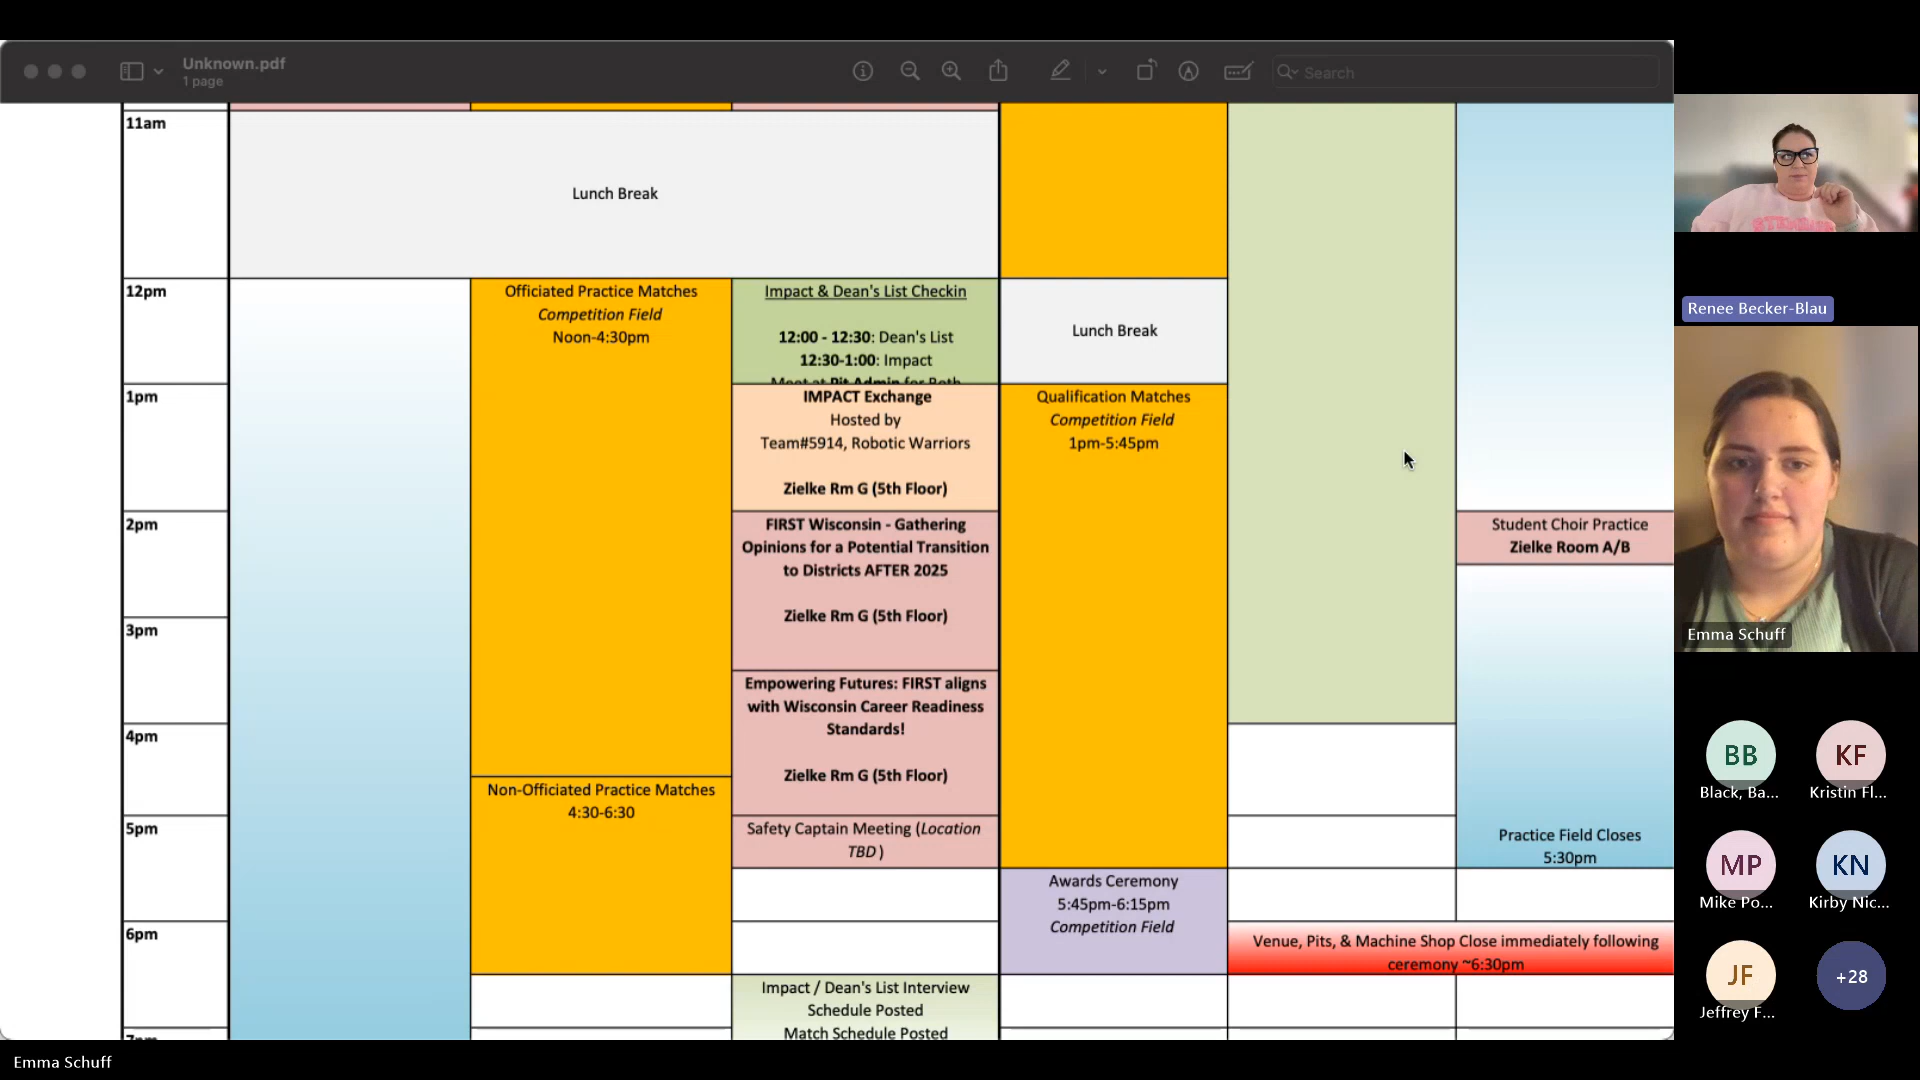 Unknown.pdf
1 page
Search
11am
Lunch Break
12pm
Officiated Practice Matches
Competition Field
Noon-4:30pm
Impact & Dean's List Checkin
12:00 - 12:30: Dean's List
12:30-1:00: Impact
Meet at Pit Admin for Both
Lunch Break
1pm
IMPACT Exchange
Hosted by
Team#5914, Robotic Warriors
Zielke Rm G (5th Floor)
Qualification Matches
Competition Field
1pm-5:45pm
2pm
FIRST Wisconsin - Gathering
Opinions for a Potential Transition
to Districts AFTER 2025
Zielke Rm G (5th Floor)
Student Choir Practice
Zielke Room A/B
3pm
Empowering Futures: FIRST aligns
with Wisconsin Career Readiness
Standards!
Zielke Rm G (5th Floor)
4pm
Non-Officiated Practice Matches
4:30-6:30
5pm
Safety Captain Meeting (Location
TBD )
Practice Field Closes
5:30pm
Awards Ceremony
5:45pm-6:15pm
Competition Field
6pm
Venue, Pits, & Machine Shop Close immediately following
ceremony ~6:30pm
Impact / Dean's List Interview
Schedule Posted
Match Schedule Posted
7pm
Renee Becker-Blau
Emma Schuff
BB
Black, Ba...
KF
Kristin Fl...
MP
Mike Po...
KN
Kirby Nic...
JF
Jeffrey F...
+28
Emma Schuff